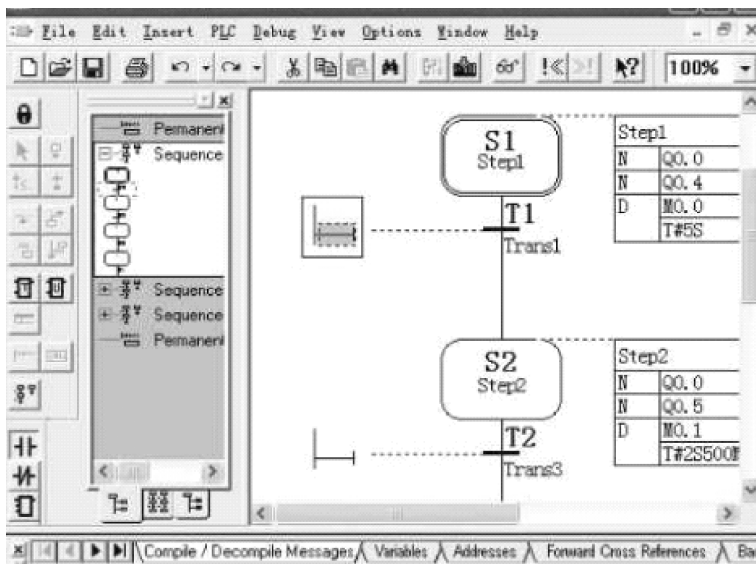 File Edit Insert PLC Debug View Options Window Help
100%
Permanent
Sequence
Sequence
Sequence
Permanent
S1
Step1
T1
Trans1
S2
Step2
T2
Trans3
Step1
N Q0.0
N Q0.4
D M0.0
T#5S
Step2
N Q0.0
N Q0.5
D M0.1
T#2S500M
Compile / Decompile Messages Variables Addresses Forward Cross References Ba